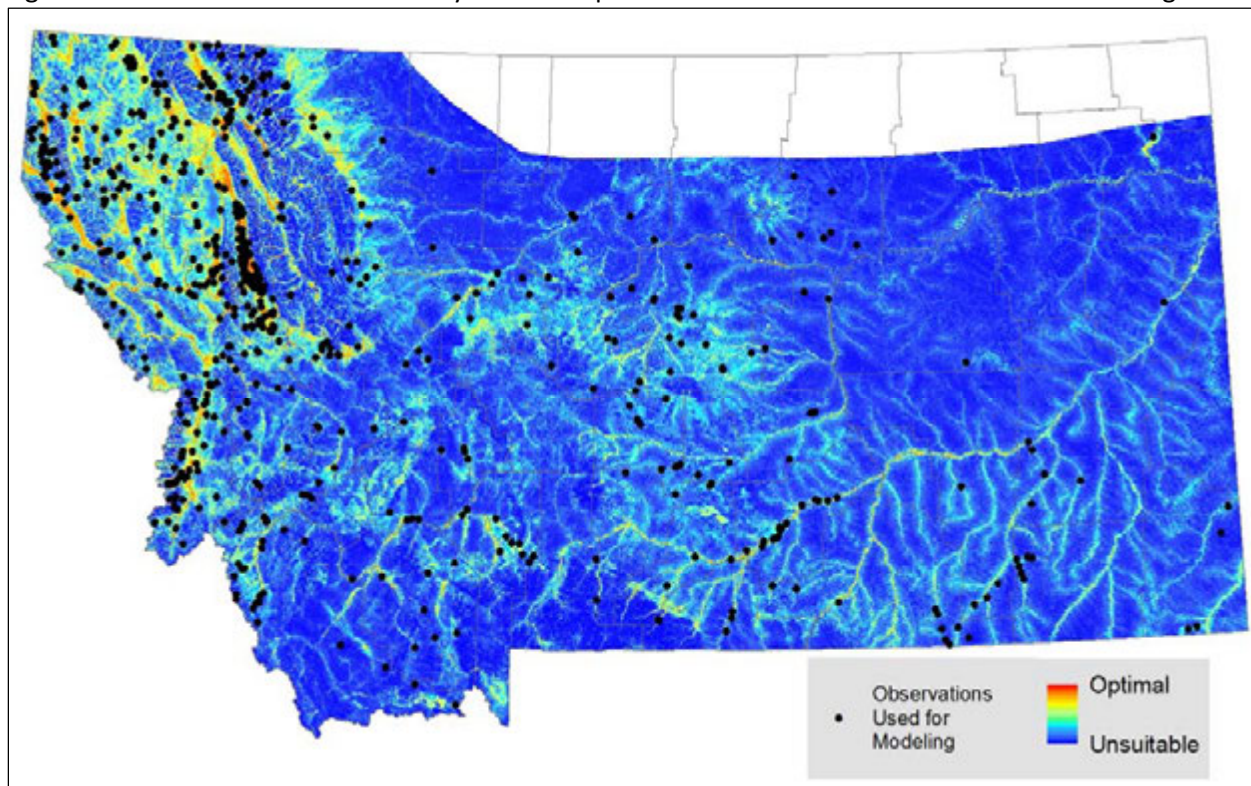 Observations
Used for
Modeling
Optimal
Unsuitable